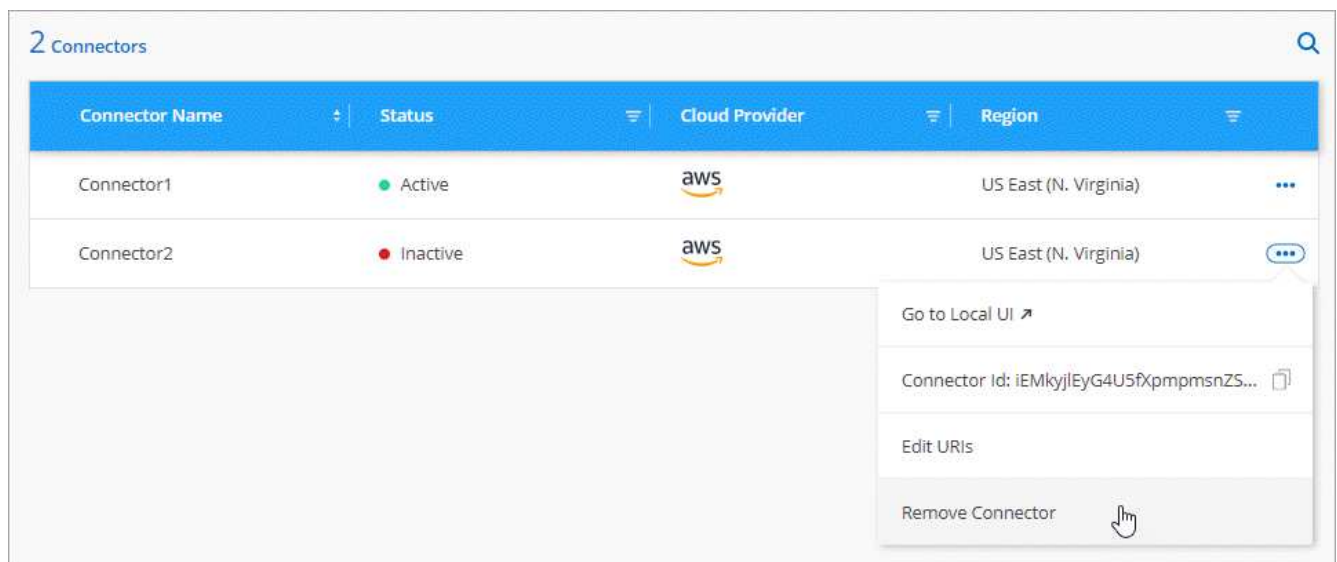 2 Connectors
Connector Name Status Cloud Provider Region
Connector1 Active aws US East (N. Virginia)
Connector2 Inactive aws US East (N. Virginia)
Go to Local UI
Connector Id: iEMkyjlEyG4U5fXpmpmsnZS...
Edit URIs
Remove Connector